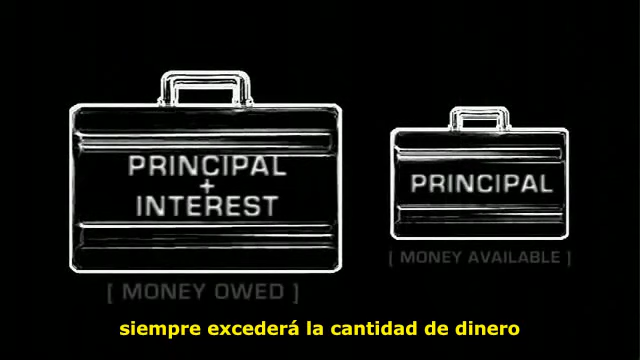 PRINCIPAL
+
INTEREST
[ MONEY OWED ]
PRINCIPAL
[ MONEY AVAILABLE ]
siempre excederá la cantidad de dinero